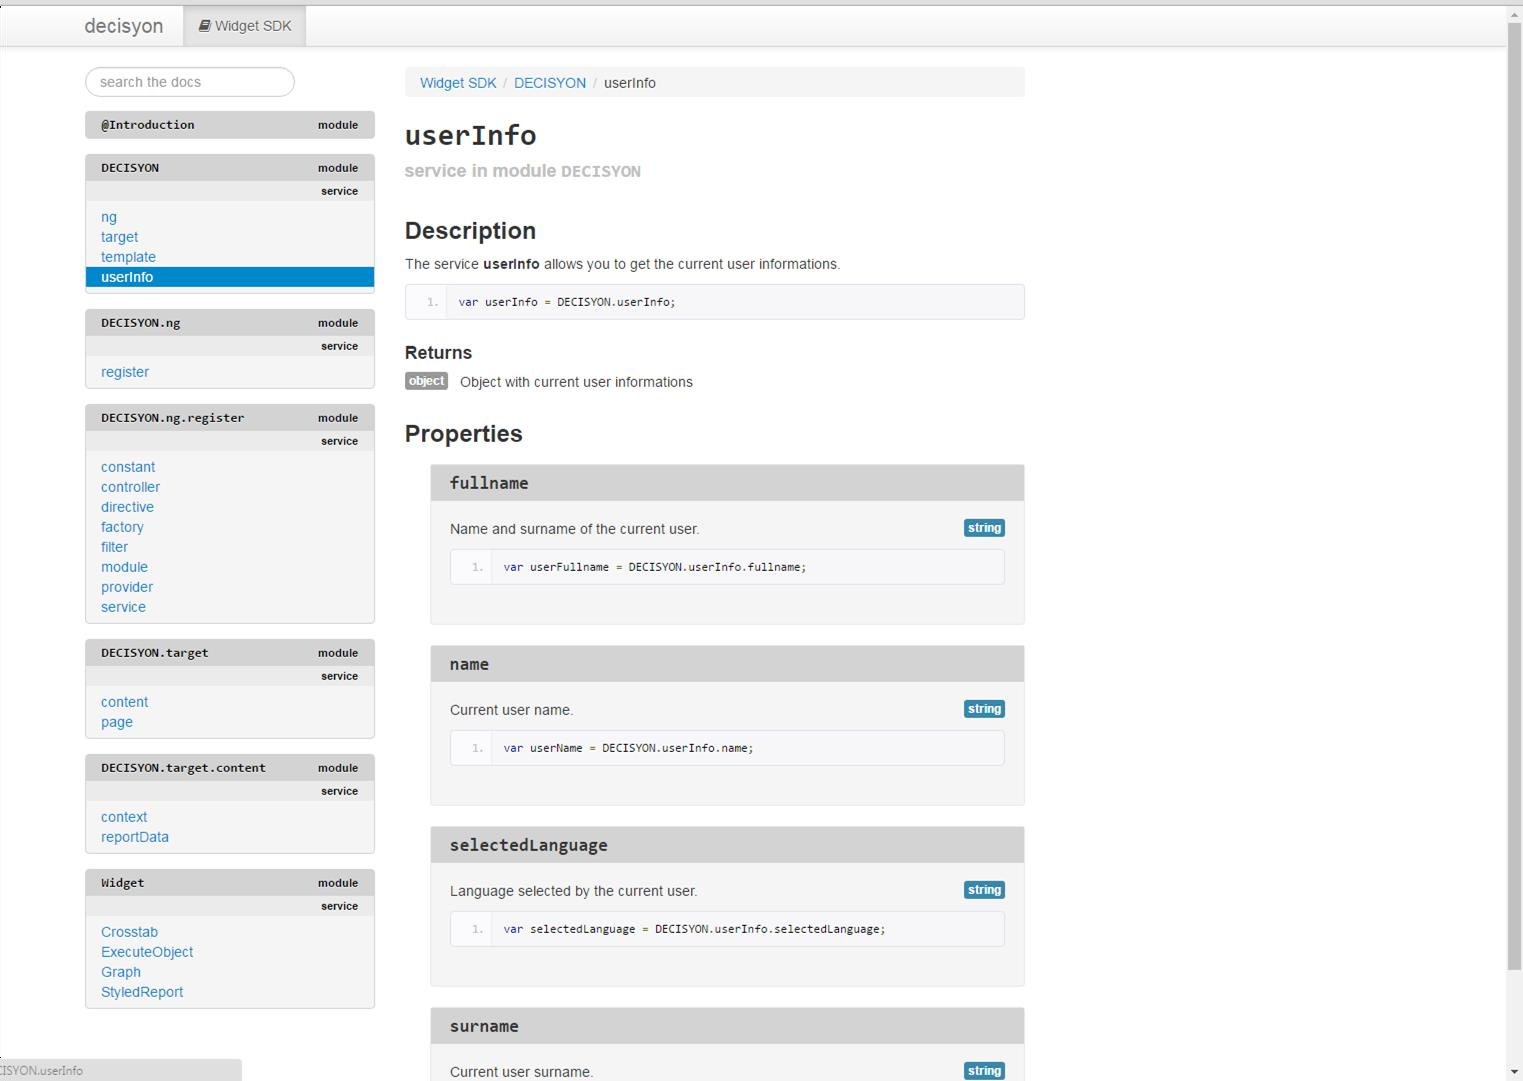 decisyon
Widget SDK
search the docs
@Introduction module
DECISYON module
service
ng
target
template
userInfo
DECISYON.ng module
service
register
DECISYON.ng.register module
service
constant
controller
directive
factory
filter
module
provider
service
DECISYON.target module
service
content
page
DECISYON.target.content module
service
context
reportData
Widget module
service
Crosstab
ExecuteObject
Graph
StyledReport
Widget SDK / DECISYON / userInfo
userInfo
service in module DECISYON
Description
The service userInfo allows you to get the current user informations.
1. var userInfo = DECISYON.userInfo;
Returns
object Object with current user informations
Properties
fullname
Name and surname of the current user. string
1. var userFullname = DECISYON.userInfo.fullname;
name
Current user name. string
1. var userName = DECISYON.userInfo.name;
selectedLanguage
Language selected by the current user. string
1. var selectedLanguage = DECISYON.userInfo.selectedLanguage;
surname
Current user surname. string
CISYON.userInfo